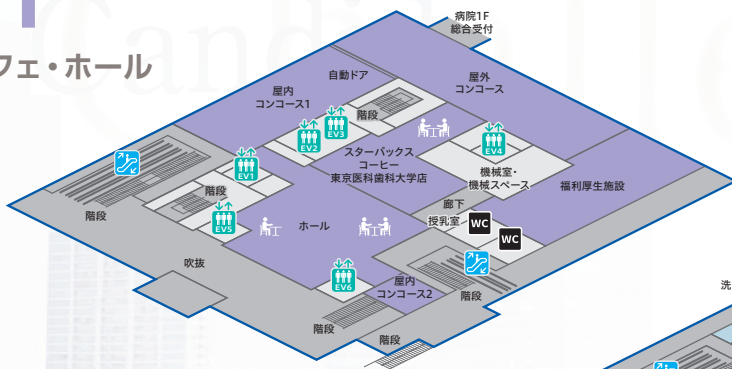 フェ・ホール
病院1F
総合受付
自動ドア
屋外
コンコース
屋内
コンコース1
階段
EV3
EV2
EV4
スターバックス
コーヒー
東京医科歯科大学店
機械室・
機械スペース
福利厚生施設
EV1
階段
階段
廊下
授乳室
WC
WC
EV5
ホール
吹抜
EV6
屋内
コンコース2
階段
階段
階段
洗